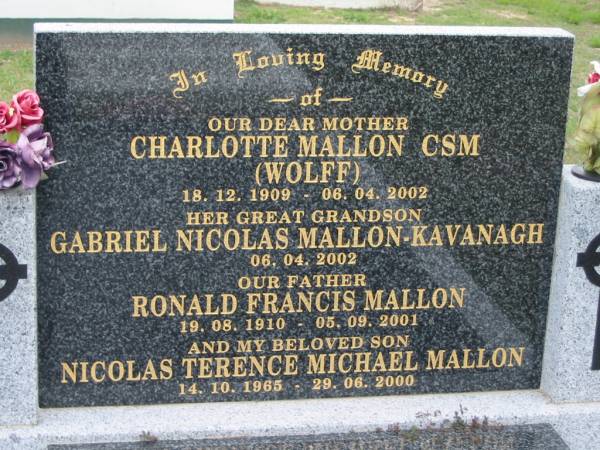 In Loving Memory
of
OUR DEAR MOTHER
CHARLOTTE MALLON CSM
(WOLFF)
18. 12. 1909 - 06. 04. 2002
HER GREAT GRANDSON
GABRIEL NICOLAS MALLON-KAVANAGH
06. 04. 2002
OUR FATHER
RONALD FRANCIS MALLON
19. 08. 1910 - 05. 09. 2001
AND MY BELOVED SON
NICOLAS TERENCE MICHAEL MALLON
14. 10. 1965 - 29. 06. 2000